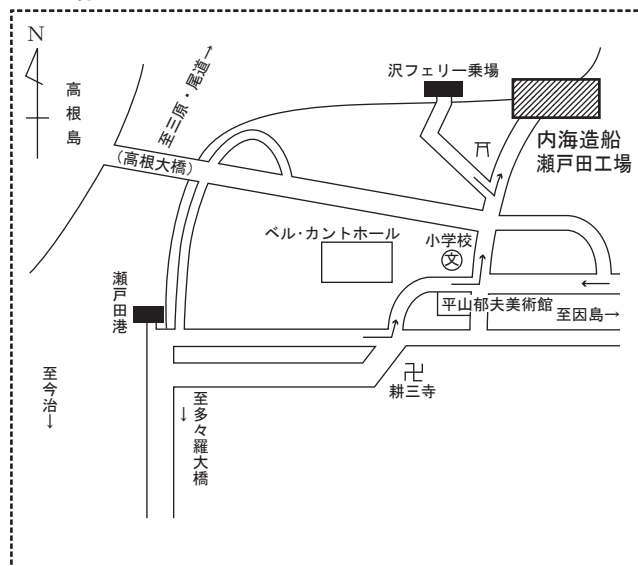 N
高根島
至三原・尾道→
沢フェリー乗場
内海造船
瀬戸田工場
(高根大橋)
ベル・カントホール
小学校
文
瀬戸田港
平山郁夫美術館
至因島→
卍
耕三寺
至今治→
至多々羅大橋
→